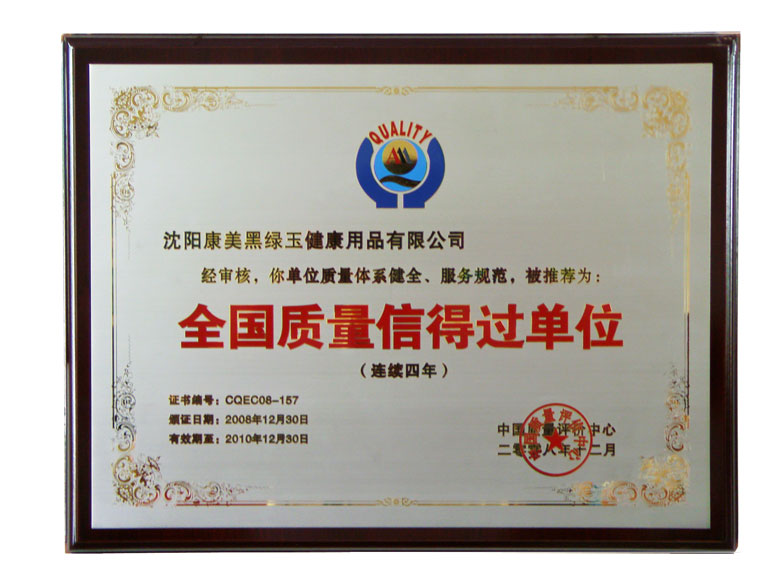 QUALITY
沈阳康美黑绿玉健康用品有限公司
经审核，你单位质量体系健全、服务规范，被推荐为：
全国质量信得过单位
（连续四年）
证书编号：CQEC08-157
颁证日期：2008年12月30日
有效期至：2010年12月30日
中国质量评价中心
二零零八年十二月